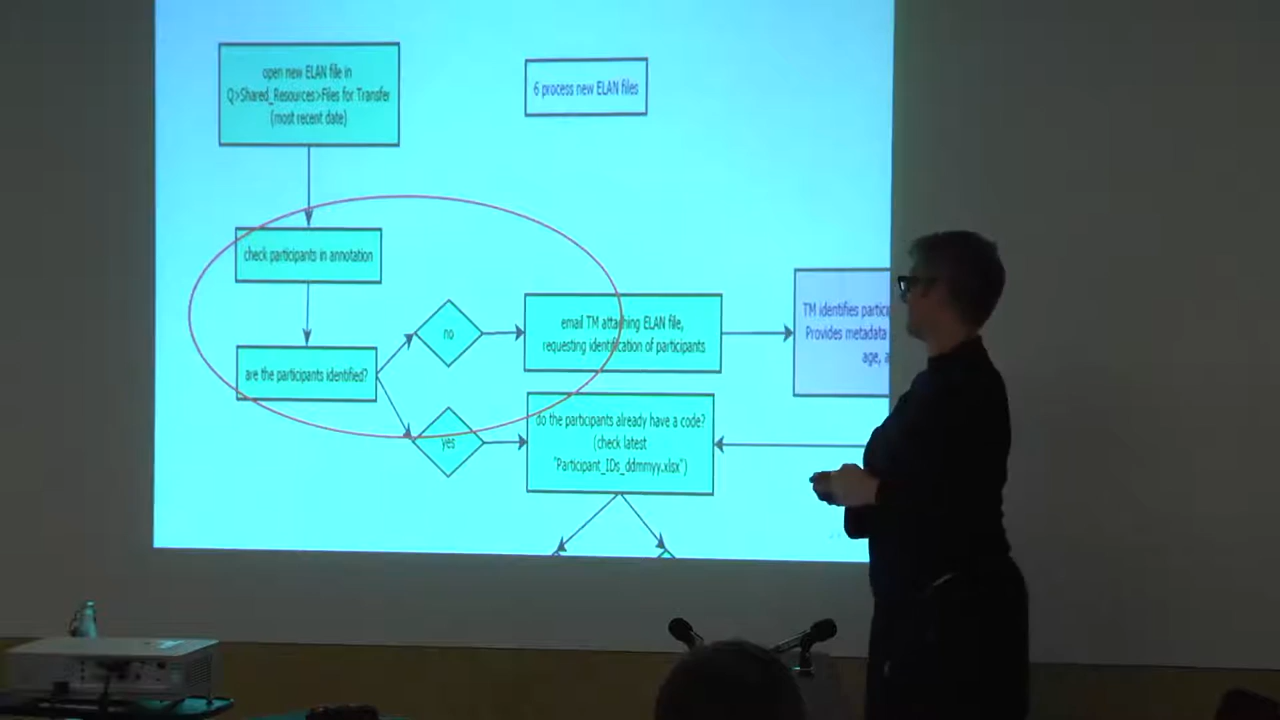 open new ELAN file in
Q>Shared_Resources>Files for Transfer
(most recent date)
6 process new ELAN files
check participants in annotation
are the participants identified?
no
email TM attaching ELAN file,
requesting identification of participants
TM identifies
Provides metadata
age,
yes
do the participants already have a code?
(check latest
"Participant_IDs_ddmmyy.xlsx")